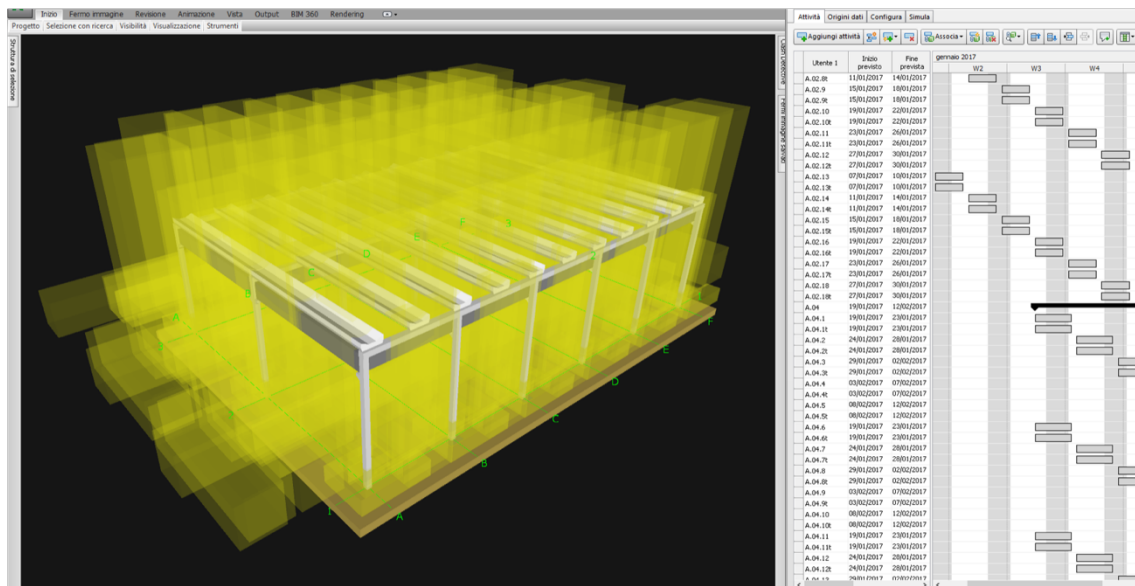 Inizio Fermo immagine Revisione Animazione Vista Output BIM 360 Rendering
Progetto Selezione con ricerca Visibilità Visualizzazione Strumenti
Struttura di selezione
Clash Detective
Fermi immagine salvati
A
B
C
D
E
F
A
B
C
D
E
F
I
Attività Origini dati Configura Simula
Aggiungi attività Associa
Utente 1 Inizio previsto Fine prevista gennaio 2017
W2 W3 W4
A.02.8t 11/01/2017 14/01/2017
A.02.9 15/01/2017 18/01/2017
A.02.9t 15/01/2017 18/01/2017
A.02.10 19/01/2017 22/01/2017
A.02.10t 19/01/2017 22/01/2017
A.02.11 23/01/2017 26/01/2017
A.02.11t 23/01/2017 26/01/2017
A.02.12 27/01/2017 30/01/2017
A.02.12t 27/01/2017 30/01/2017
A.02.13 07/01/2017 10/01/2017
A.02.13t 07/01/2017 10/01/2017
A.02.14 11/01/2017 14/01/2017
A.02.14t 11/01/2017 14/01/2017
A.02.15 15/01/2017 18/01/2017
A.02.15t 15/01/2017 18/01/2017
A.02.16 19/01/2017 22/01/2017
A.02.16t 19/01/2017 22/01/2017
A.02.17 23/01/2017 26/01/2017
A.02.17t 23/01/2017 26/01/2017
A.02.18 27/01/2017 30/01/2017
A.02.18t 27/01/2017 30/01/2017
A.04 19/01/2017 12/02/2017
A.04.1 19/01/2017 23/01/2017
A.04.1t 19/01/2017 23/01/2017
A.04.2 24/01/2017 28/01/2017
A.04.2t 24/01/2017 28/01/2017
A.04.3 29/01/2017 02/02/2017
A.04.3t 29/01/2017 02/02/2017
A.04.4 03/02/2017 07/02/2017
A.04.4t 03/02/2017 07/02/2017
A.04.5 08/02/2017 12/02/2017
A.04.5t 08/02/2017 12/02/2017
A.04.6 19/01/2017 23/01/2017
A.04.6t 19/01/2017 23/01/2017
A.04.7 24/01/2017 28/01/2017
A.04.7t 24/01/2017 28/01/2017
A.04.8 29/01/2017 02/02/2017
A.04.8t 29/01/2017 02/02/2017
A.04.9 03/02/2017 07/02/2017
A.04.9t 03/02/2017 07/02/2017
A.04.10 08/02/2017 12/02/2017
A.04.10t 08/02/2017 12/02/2017
A.04.11 19/01/2017 23/01/2017
A.04.11t 19/01/2017 23/01/2017
A.04.12 24/01/2017 28/01/2017
A.04.12t 24/01/2017 28/01/2017
A.04.13 29/01/2017 02/02/2017